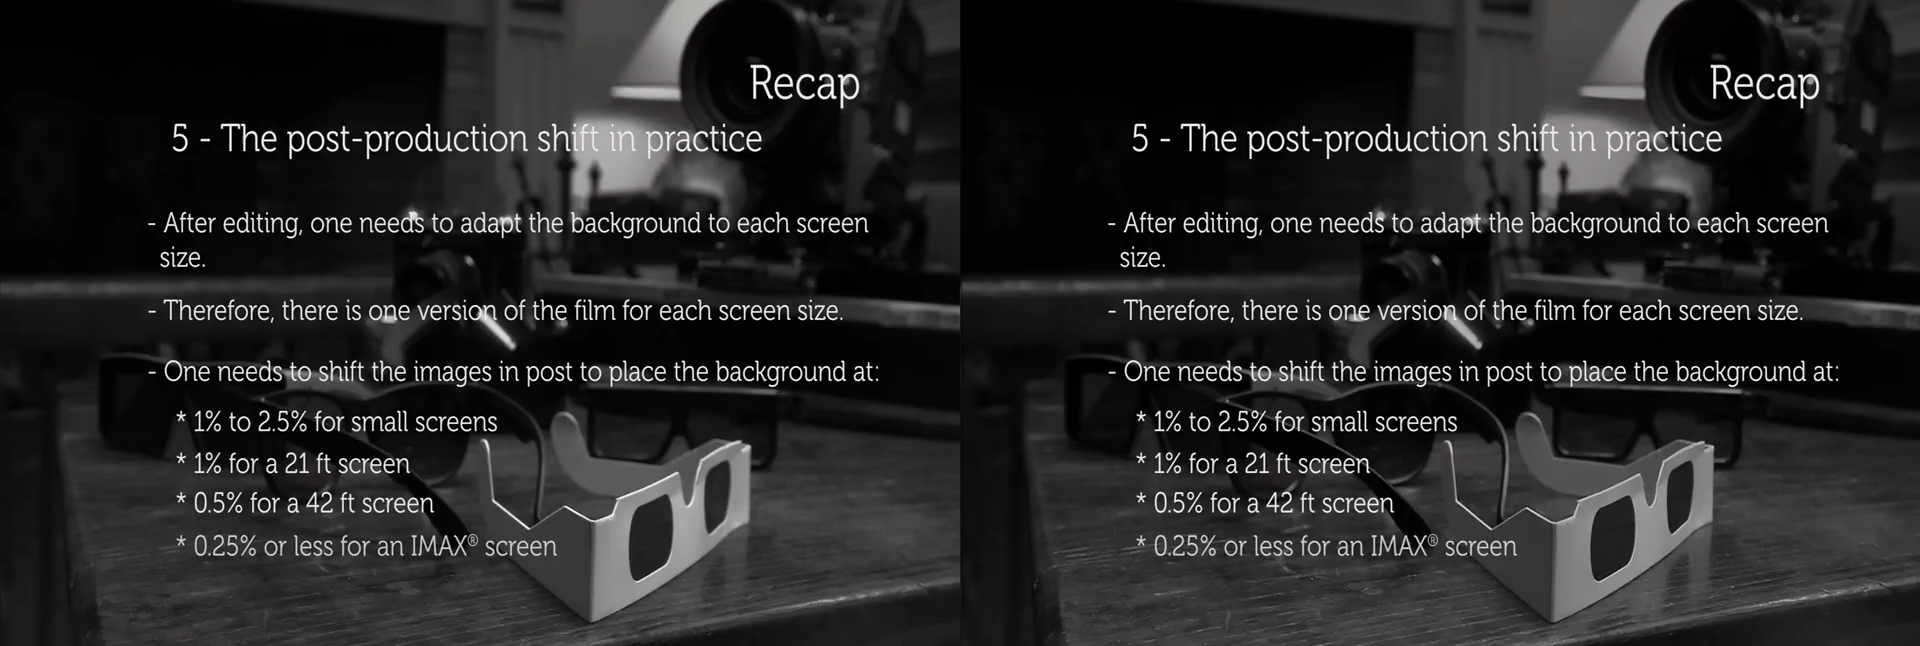 Recap
5 - The post-production shift in practice
- After editing, one needs to adapt the background to each screen
size.
- Therefore, there is one version of the film for each screen size.
- One needs to shift the images in post to place the background at:
* 1% to 2.5% for small screens
* 1% for a 21 ft screen
* 0.5% for a 42 ft screen
* 0.25% or less for an IMAX® screen
Recap
5 - The post-production shift in practice
- After editing, one needs to adapt the background to each screen
size.
- Therefore, there is one version of the film for each screen size.
- One needs to shift the images in post to place the background at:
* 1% to 2.5% for small screens
* 1% for a 21 ft screen
* 0.5% for a 42 ft screen
* 0.25% or less for an IMAX® screen